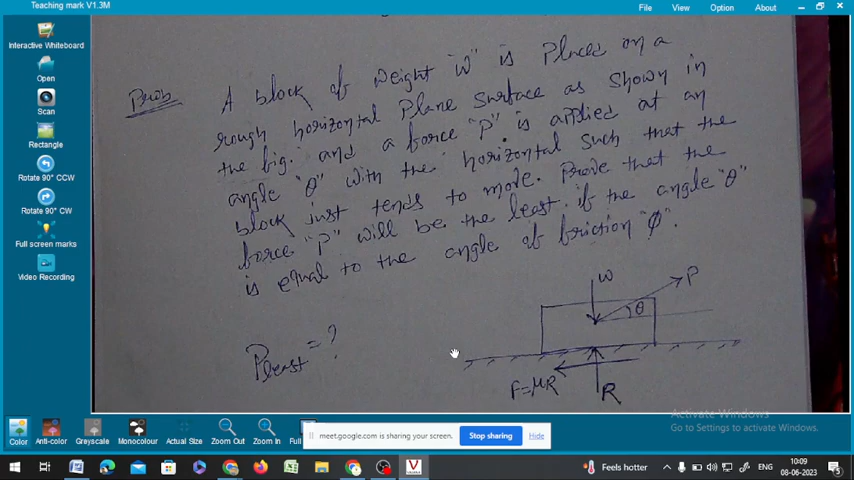 Teaching mark V1.3M
File
View
Option
About
Interactive Whiteboard
Open
Scan
Rectangle
Rotate 90° CCW
Rotate 90° CW
Full screen marks
Video Recording
Prob
A block of weight "W" is Placed on a
rough horizontal Plane Surface as shown in
the fig. and a force "P" is applied at an
angle "θ" with the horizontal such that the
block just tends to move. Prove that the
force "P" will be the least. if the angle "θ"
is equal to the angle of friction "φ".
P least = ?
W
P
θ
F=μR
R
Color
Anti-color
Greyscale
Monocolour
Actual Size
Zoom Out
Zoom In
Full
meet.google.com is sharing your screen.
Stop sharing
Hide
Activate Windows
Go to Settings to activate Windows.
Feels hotter
ENG
10:09
08-06-2023